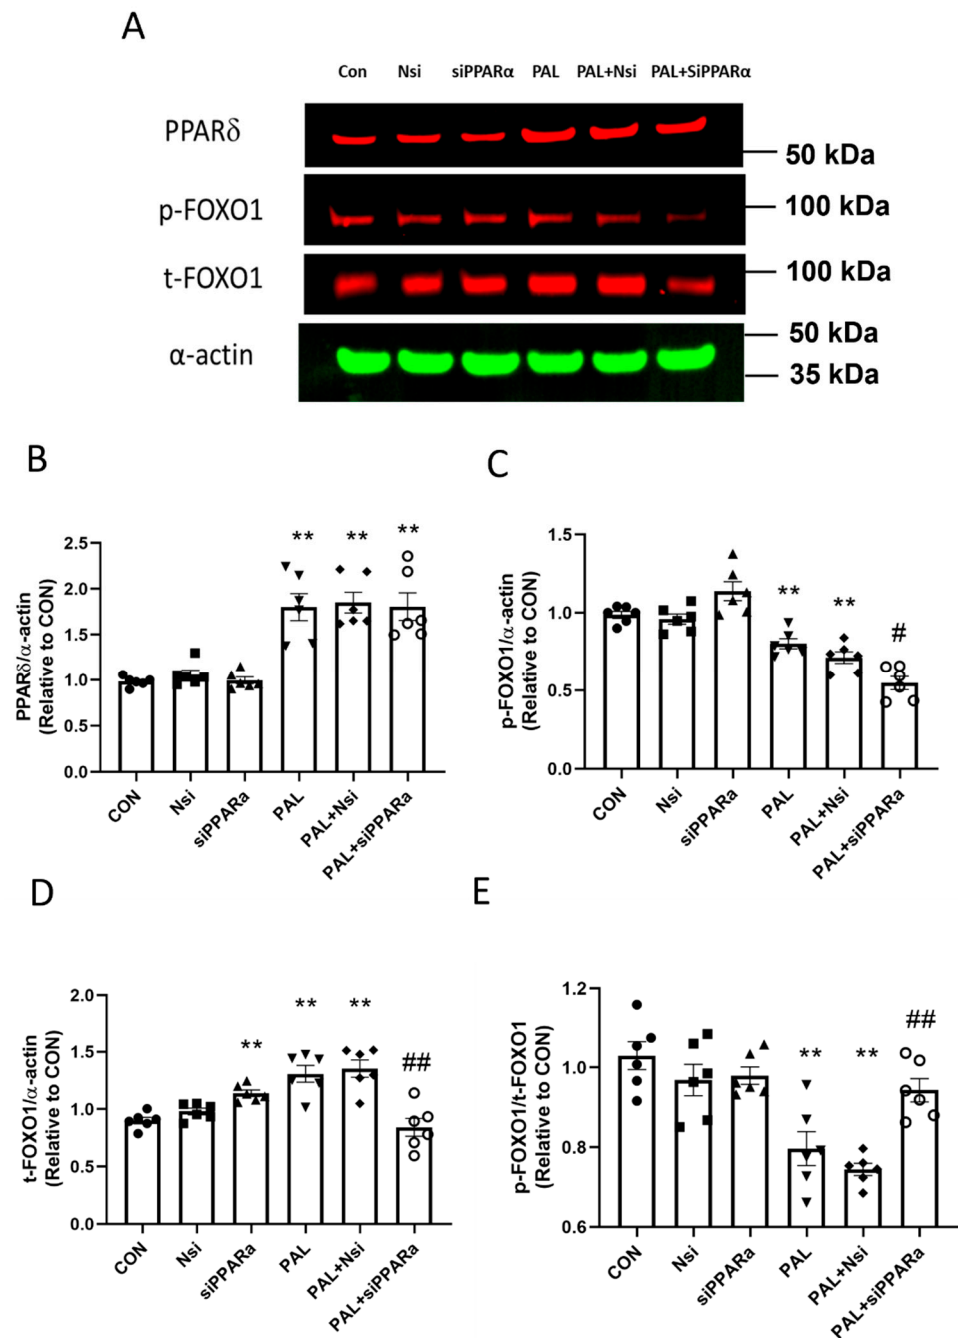 A
Con Nsi siPPARα PAL PAL+Nsi PAL+SiPPARα
PPARδ
50 kDa
p-FOXO1
100 kDa
t-FOXO1
100 kDa
α-actin
50 kDa
35 kDa
B
PPARδ/α-actin
(Relative to CON)
2.5
2.0
1.5
1.0
0.5
0.0
** ** **
CON Nsi siPPARa PAL PAL+Nsi PAL+siPPARa
C
p-FOXO1/α-actin
(Relative to CON)
1.5
1.0
0.5
0.0
** ** #
CON Nsi siPPARa PAL PAL+Nsi PAL+siPPARa
D
t-FOXO1/α-actin
(Relative to CON)
2.0
1.5
1.0
0.5
0.0
** ** ** ##
CON Nsi siPPARa PAL PAL+Nsi PAL+siPPARa
E
p-FOXO1/t-FOXO1
(Relative to CON)
1.2
1.0
0.8
0.6
** ** ##
CON Nsi siPPARa PAL PAL+Nsi PAL+siPPARa